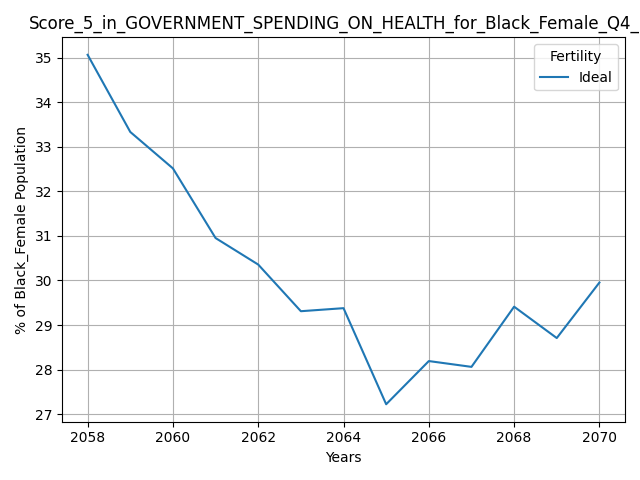 Score_5_in_GOVERNMENT_SPENDING_ON_HEALTH_for_Black_Female_Q4_
Fertility
Ideal
% of Black_Female Population
35
34
33
32
31
30
29
28
27
2058 2060 2062 2064 2066 2068 2070
Years